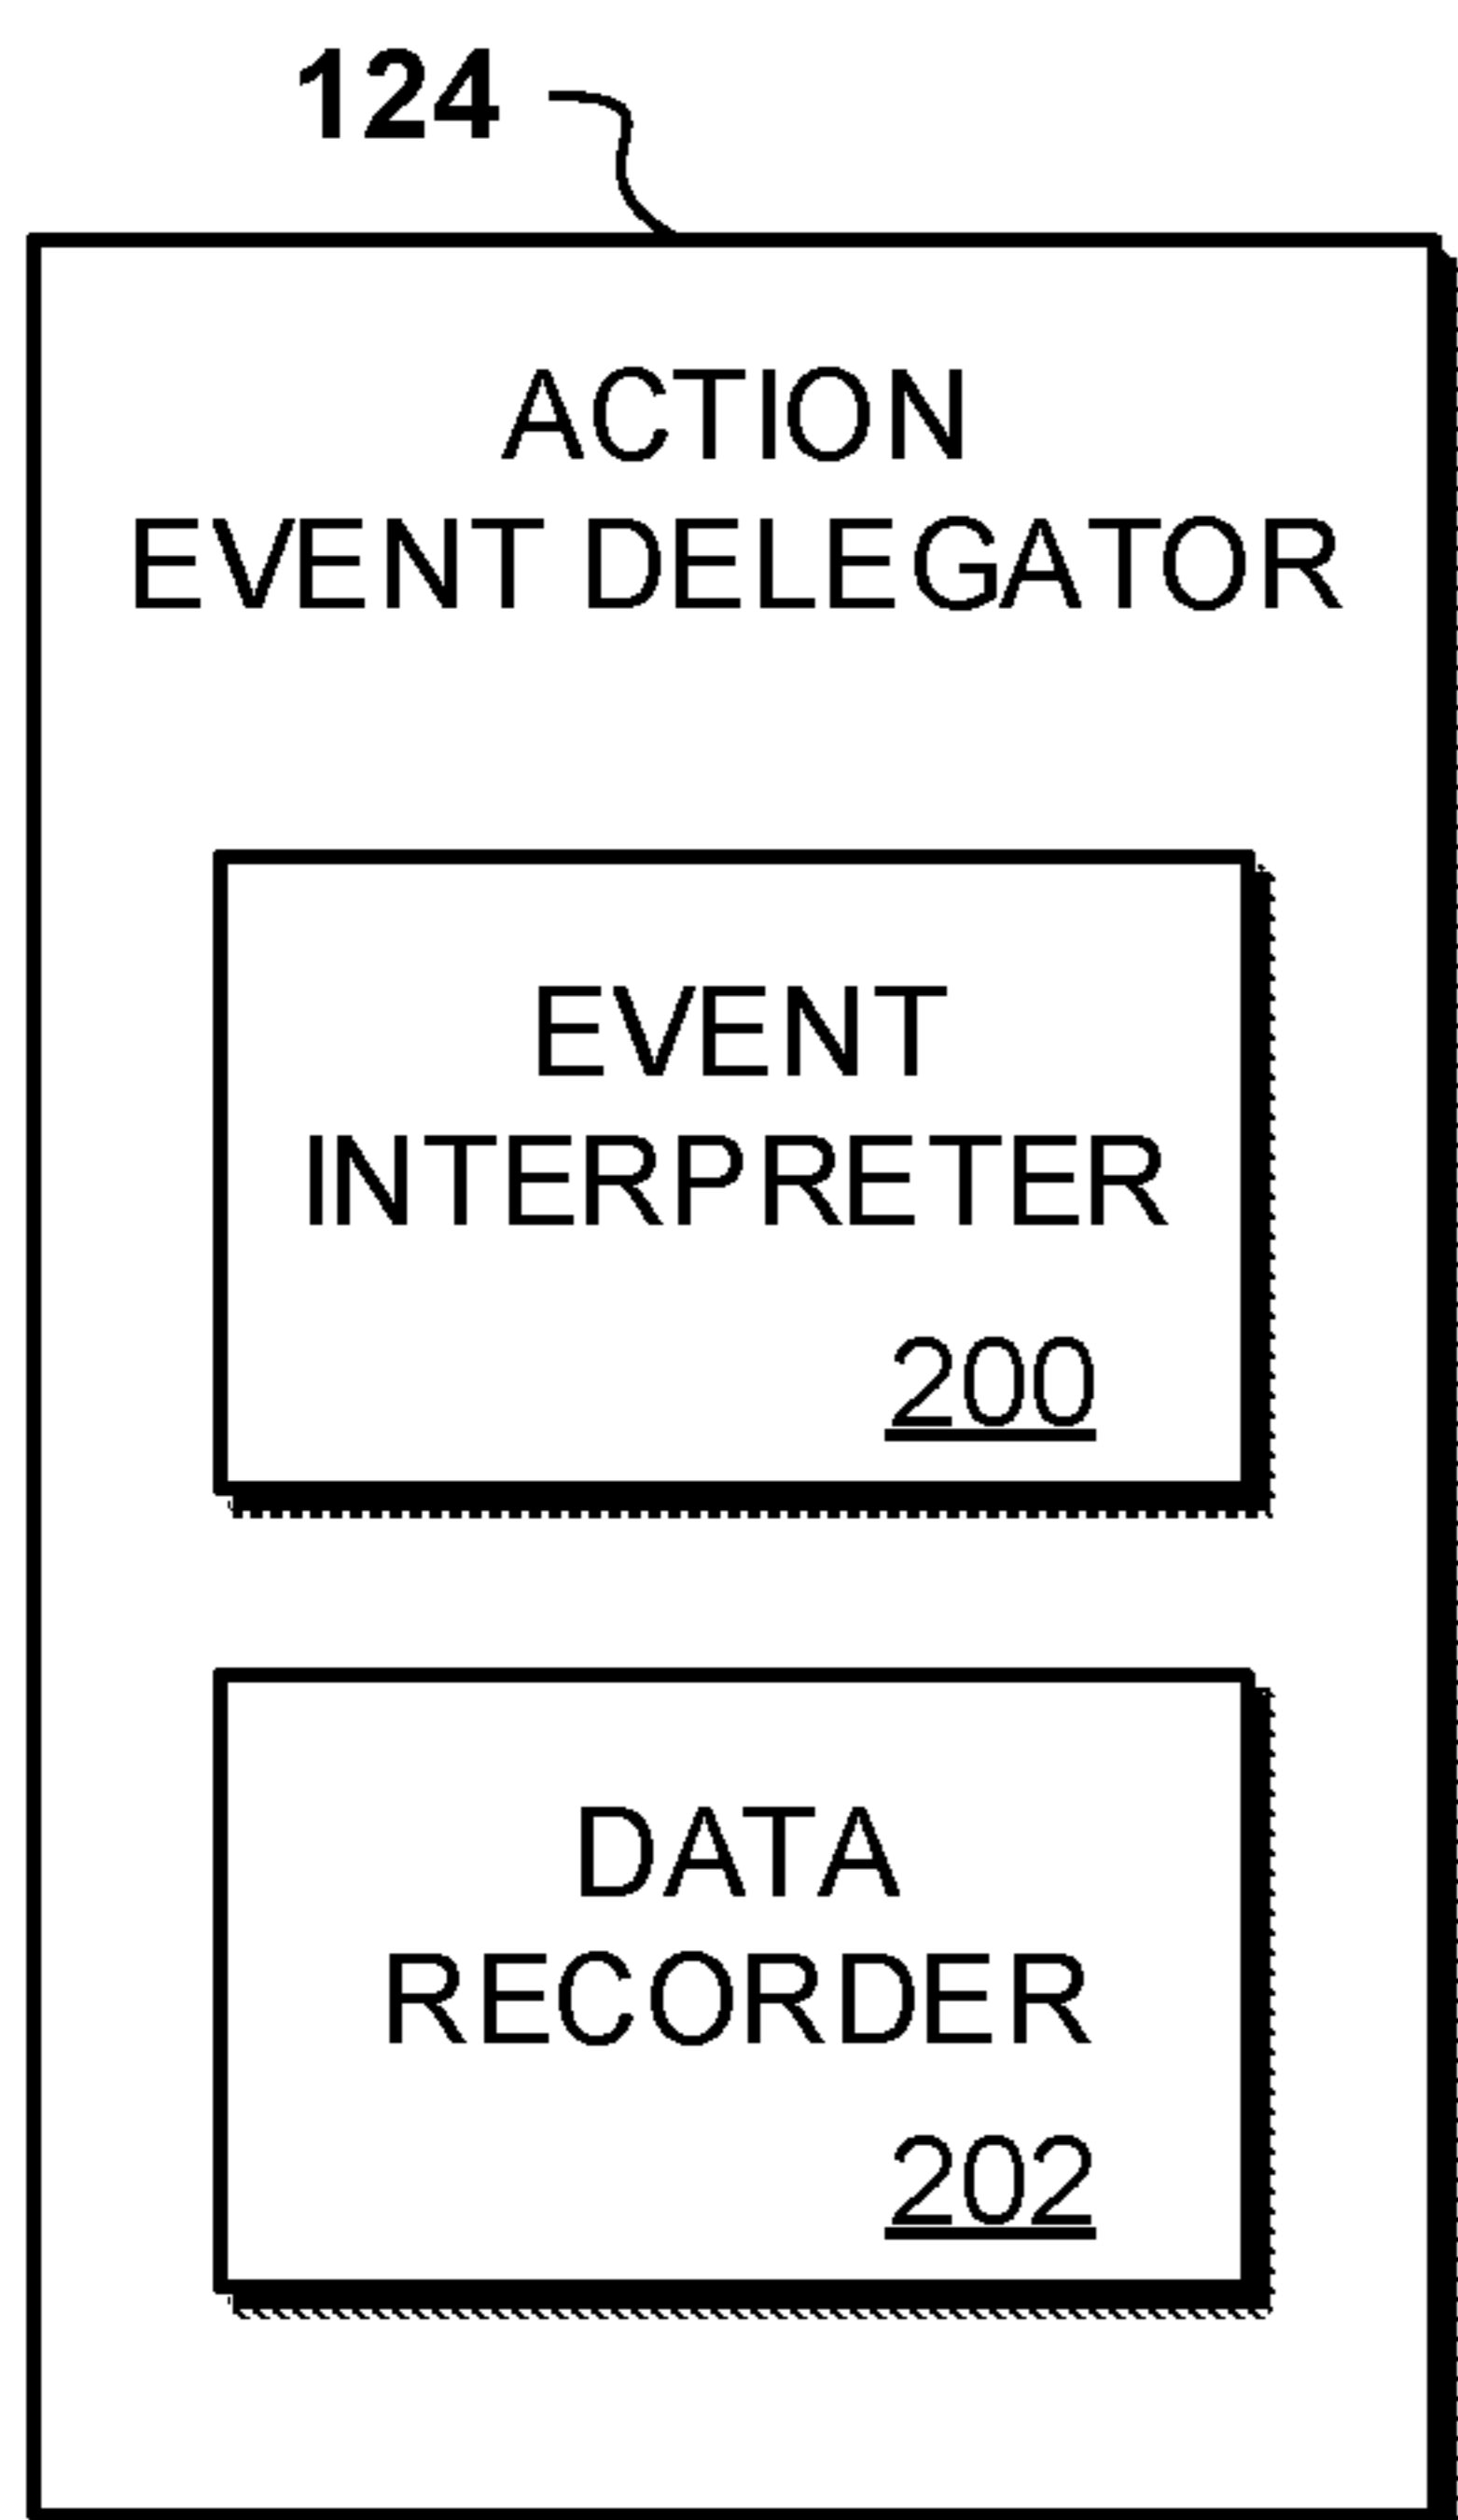 124
ACTION
EVENT DELEGATOR
EVENT
INTERPRETER
200
DATA
RECORDER
202